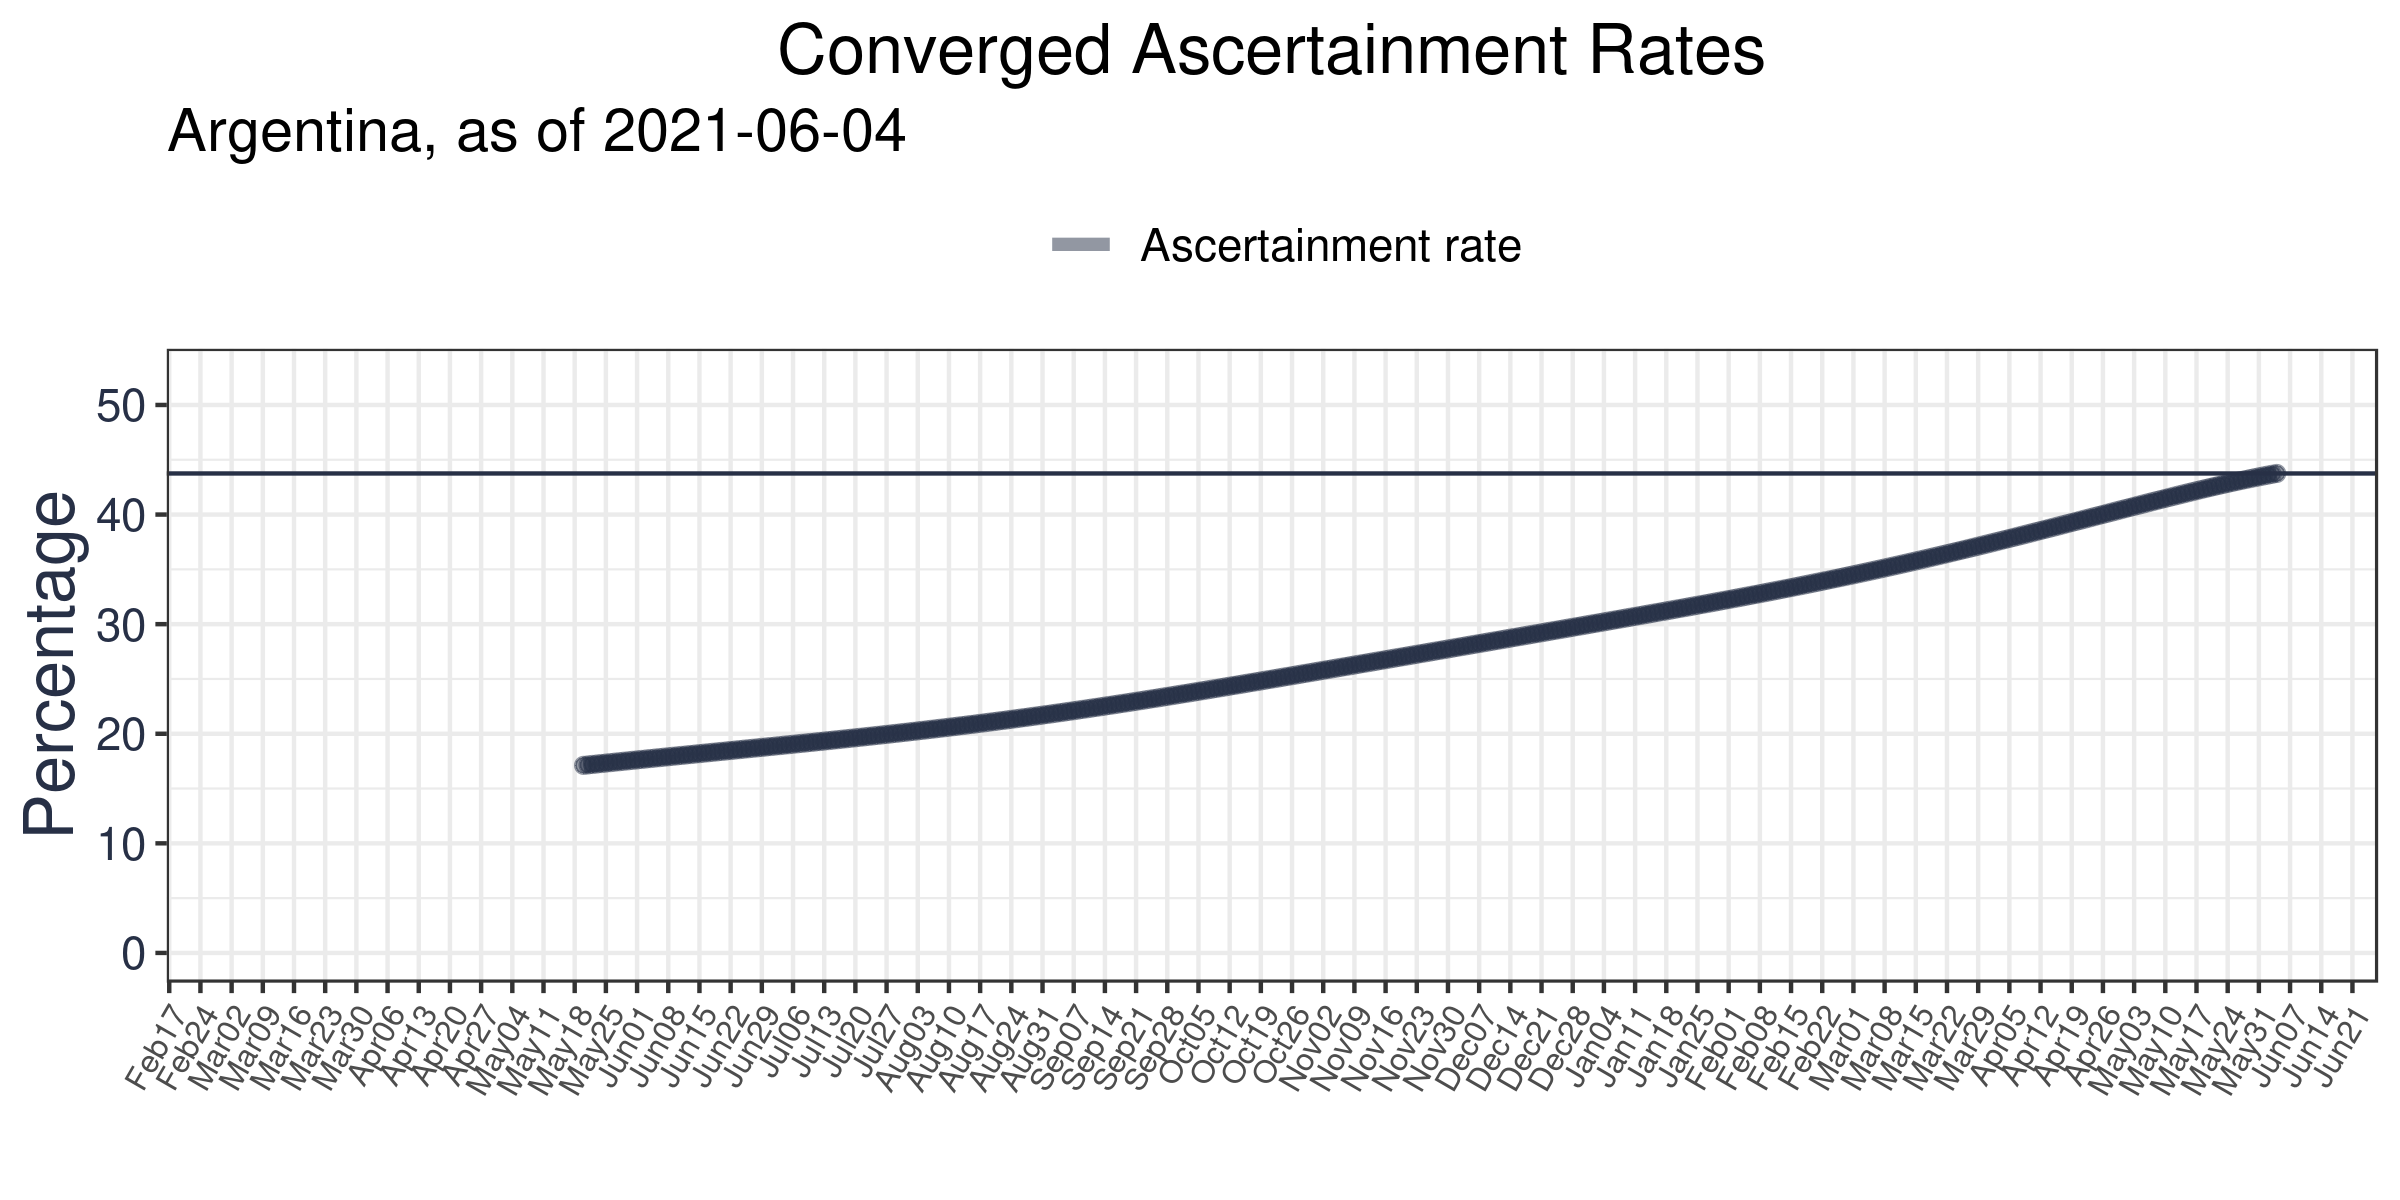 Converged Ascertainment Rates
Argentina, as of 2021-06-04
Ascertainment rate
Percentage
50
40
30
20
10
0
Feb17 Feb24 Mar02 Mar09 Mar16 Mar23 Mar30 Apr06 Apr13 Apr20 Apr27 May04 May11 May18 May25 Jun01 Jun08 Jun15 Jun22 Jun29 Jul06 Jul13 Jul20 Jul27 Aug03 Aug10 Aug17 Aug24 Aug31 Sep07 Sep14 Sep21 Sep28 Oct05 Oct12 Oct19 Oct26 Nov02 Nov09 Nov16 Nov23 Nov30 Dec07 Dec14 Dec21 Dec28 Jan04 Jan11 Jan18 Jan25 Feb01 Feb08 Feb15 Feb22 Mar01 Mar08 Mar15 Mar22 Mar29 Apr05 Apr12 Apr19 Apr26 May03 May10 May17 May24 May31 Jun07 Jun14 Jun21